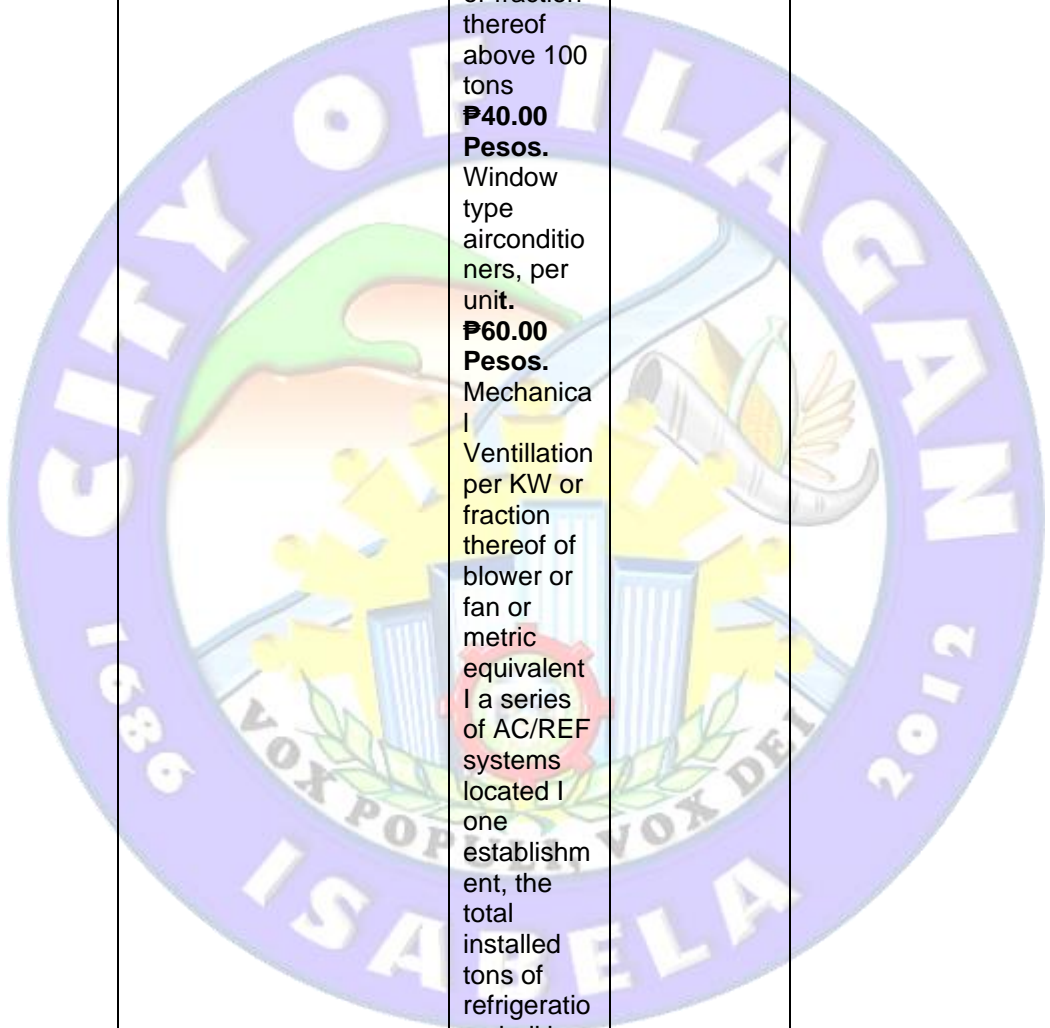 or fraction
thereof
above 100
tons
₱40.00
Pesos.
Window
type
airconditio
ners, per
unit.
₱60.00
Pesos.
Mechanica
l
Ventillation
per KW or
fraction
thereof of
blower or
fan or
metric
equivalent
I a series
of AC/REF
systems
located I
one
establishm
ent, the
total
installed
tons of
refrigeratio
CITY OF ILAGAN
1686
2012
VOX POPULI, VOX DEI
ISABELA